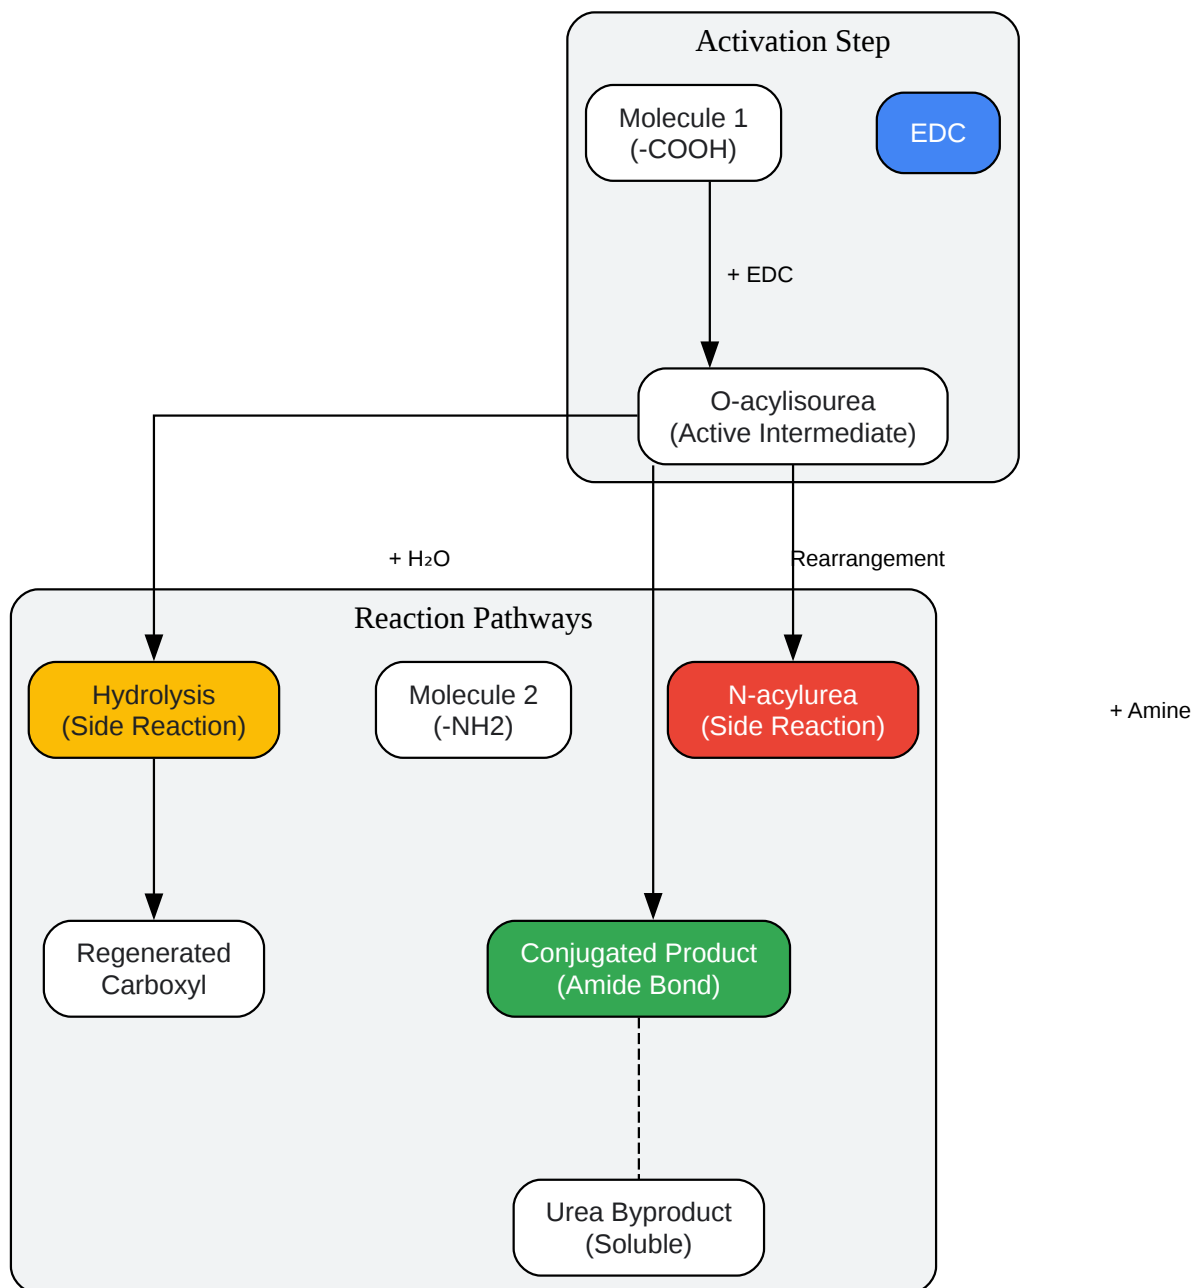 Activation Step
Molecule 1
(-COOH)
EDC
+ EDC
O-acylisourea
(Active Intermediate)
+ H₂O
Rearrangement
Reaction Pathways
Hydrolysis
(Side Reaction)
Molecule 2
(-NH2)
N-acylurea
(Side Reaction)
+ Amine
Regenerated
Carboxyl
Conjugated Product
(Amide Bond)
Urea Byproduct
(Soluble)